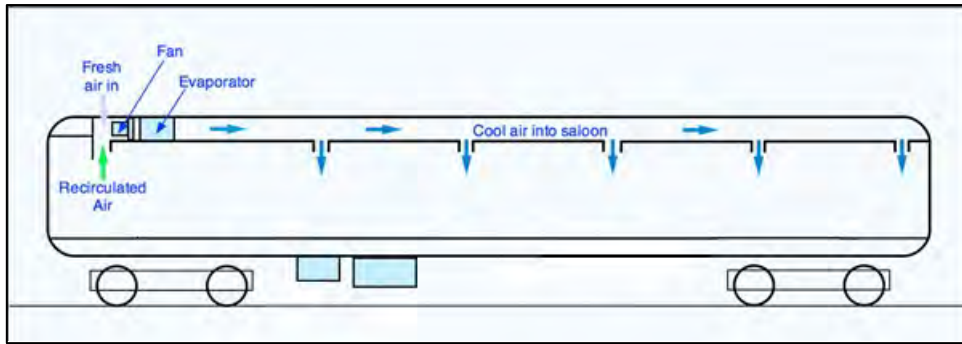 Fan
Fresh
air in
Evaporator
Cool air into saloon
Recirculated
Air